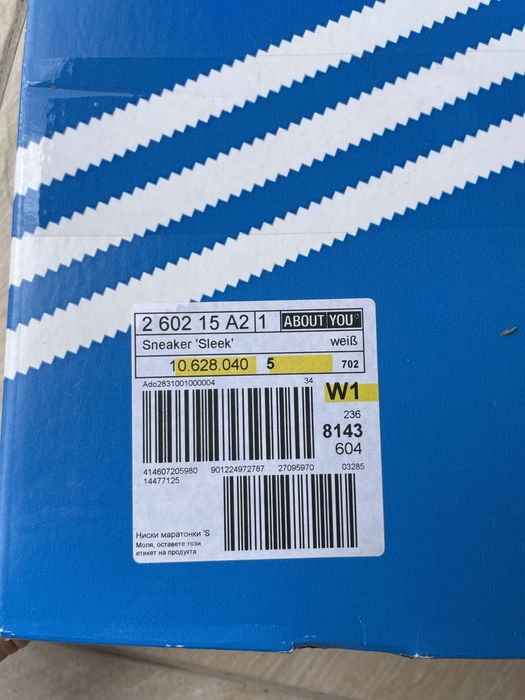 2 602 15 A2 1 ABOUT YOU
Sneaker 'Sleek' weiß
10.628.040 5 702
Ado2831001000004 34
W1
236
8143
604
414607205980 901224972787 27095970 03285
14477125
Ниски маратонки 'S
Моля, оставете този
етикет на продукта